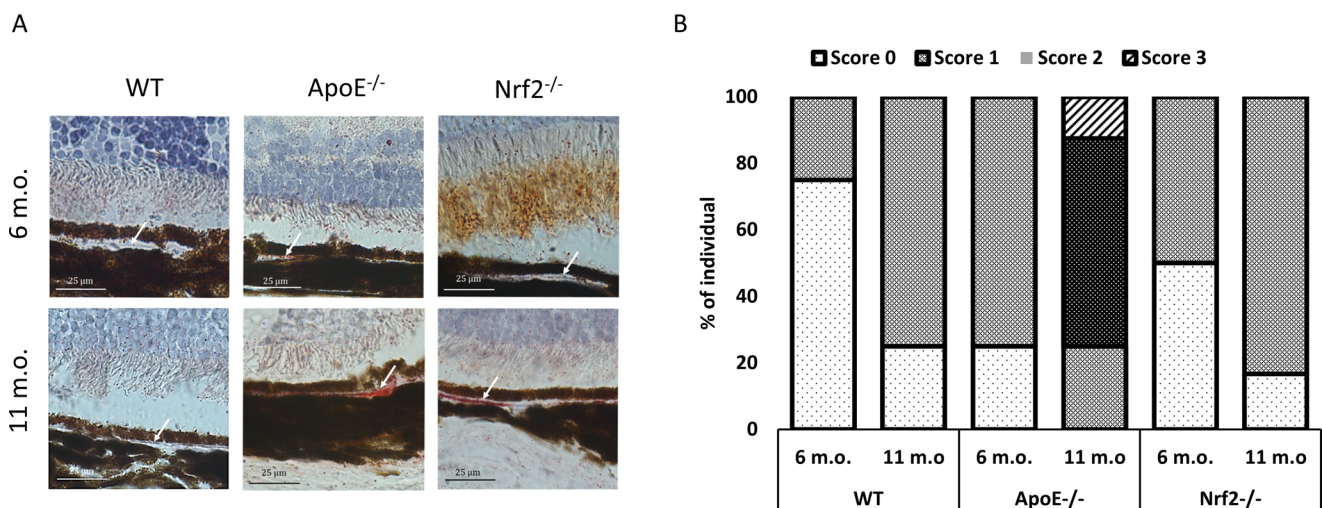 A
WT
ApoE-/-
Nrf2-/-
6 m.o.
25 µm
25 µm
25 µm
11 m.o.
25 µm
25 µm
25 µm
B
Score 0 Score 1 Score 2 Score 3
% of individual
100
80
60
40
20
0
6 m.o. 11 m.o 6 m.o. 11 m.o 6 m.o. 11 m.o
WT ApoE-/- Nrf2-/-